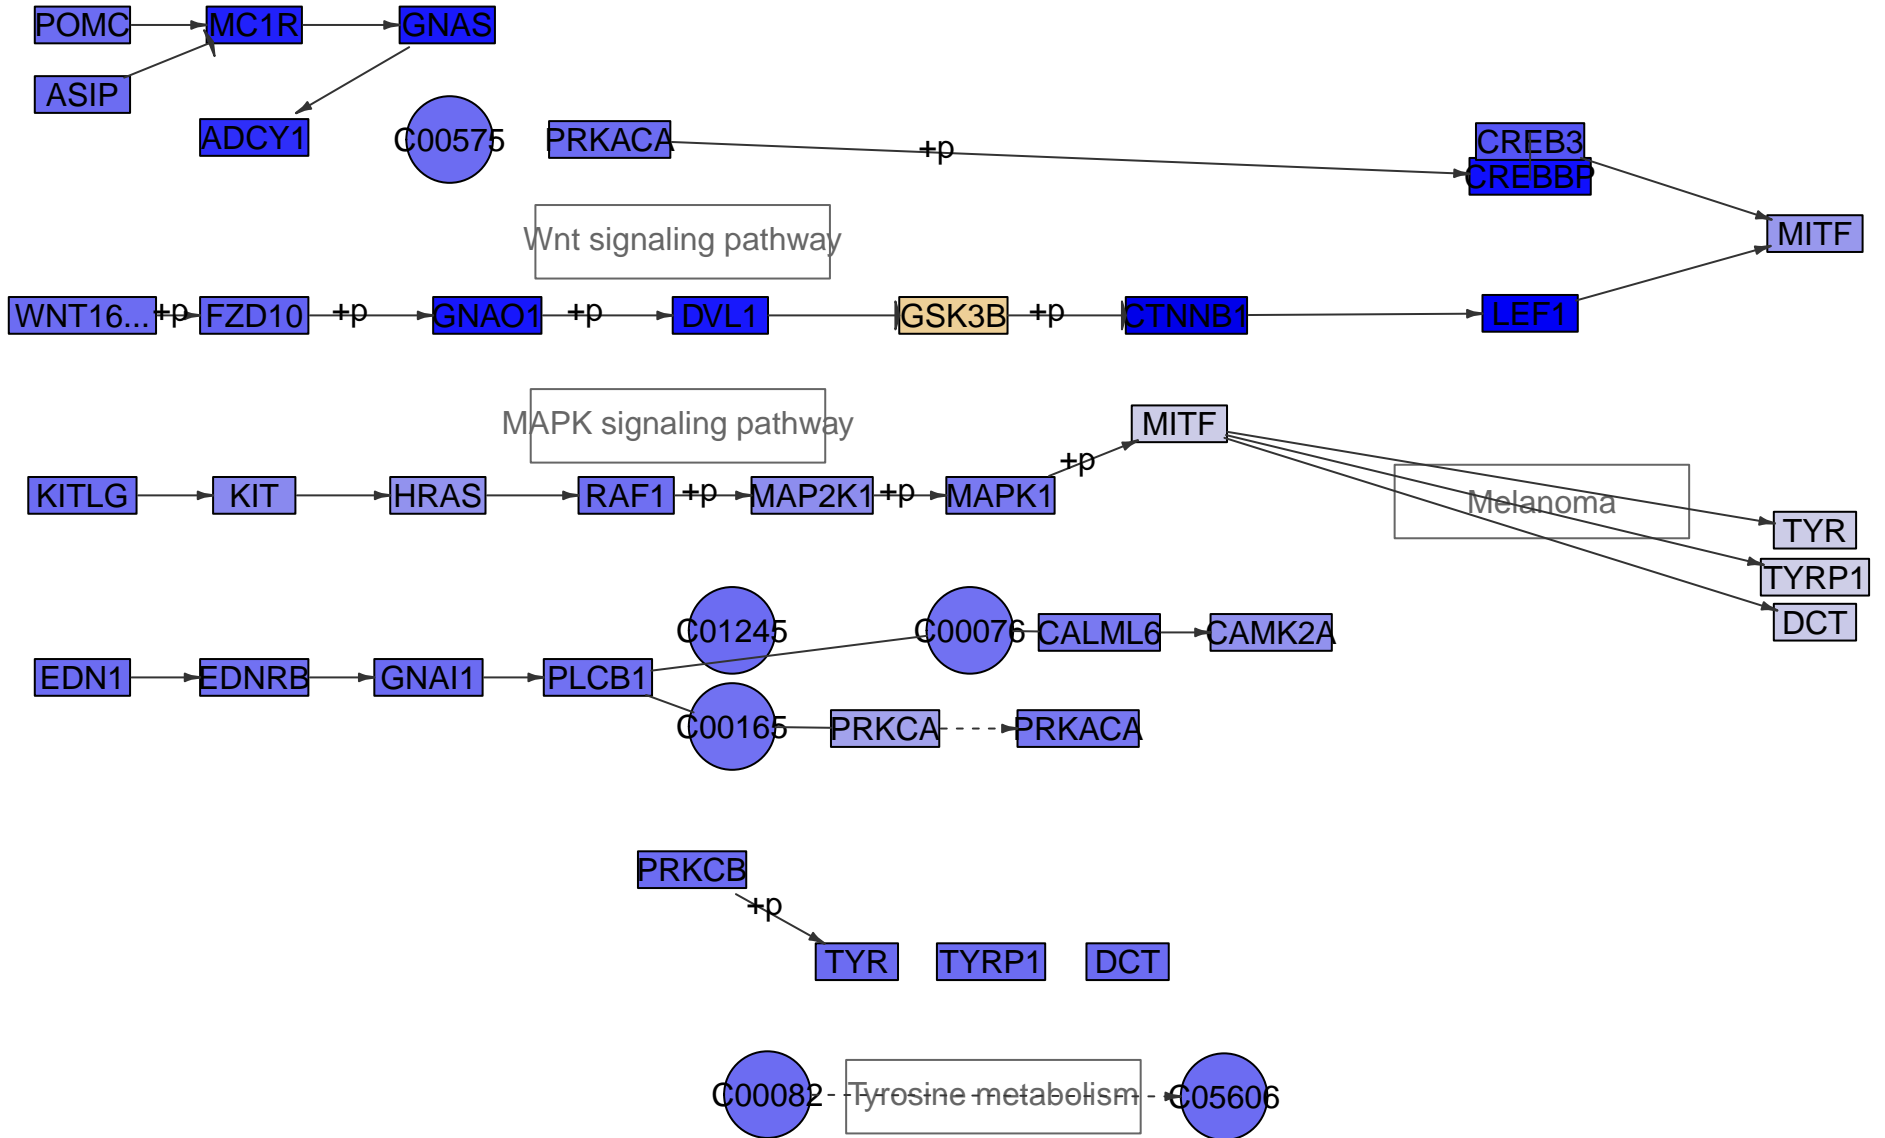 POMC
MC1R
GNAS
ASIP
ADCY1
C00575
PRKACA
+p
CREB3
CREBBP
Wnt signaling pathway
MITF
WNT16...
+p
FZD10
+p
GNAO1
+p
DVL1
GSK3B
+p
CTNNB1
LEF1
MAPK signaling pathway
MITF
+p
KITLG
KIT
HRAS
RAF1
+p
MAP2K1
+p
MAPK1
Melanoma
TYR
TYRP1
DCT
C01245
C00076
CALML6
CAMK2A
EDN1
EDNRB
GNAI1
PLCB1
C00165
PRKCA
PRKACA
PRKCB
+p
TYR
TYRP1
DCT
C00082
Tyrosine metabolism
C05606